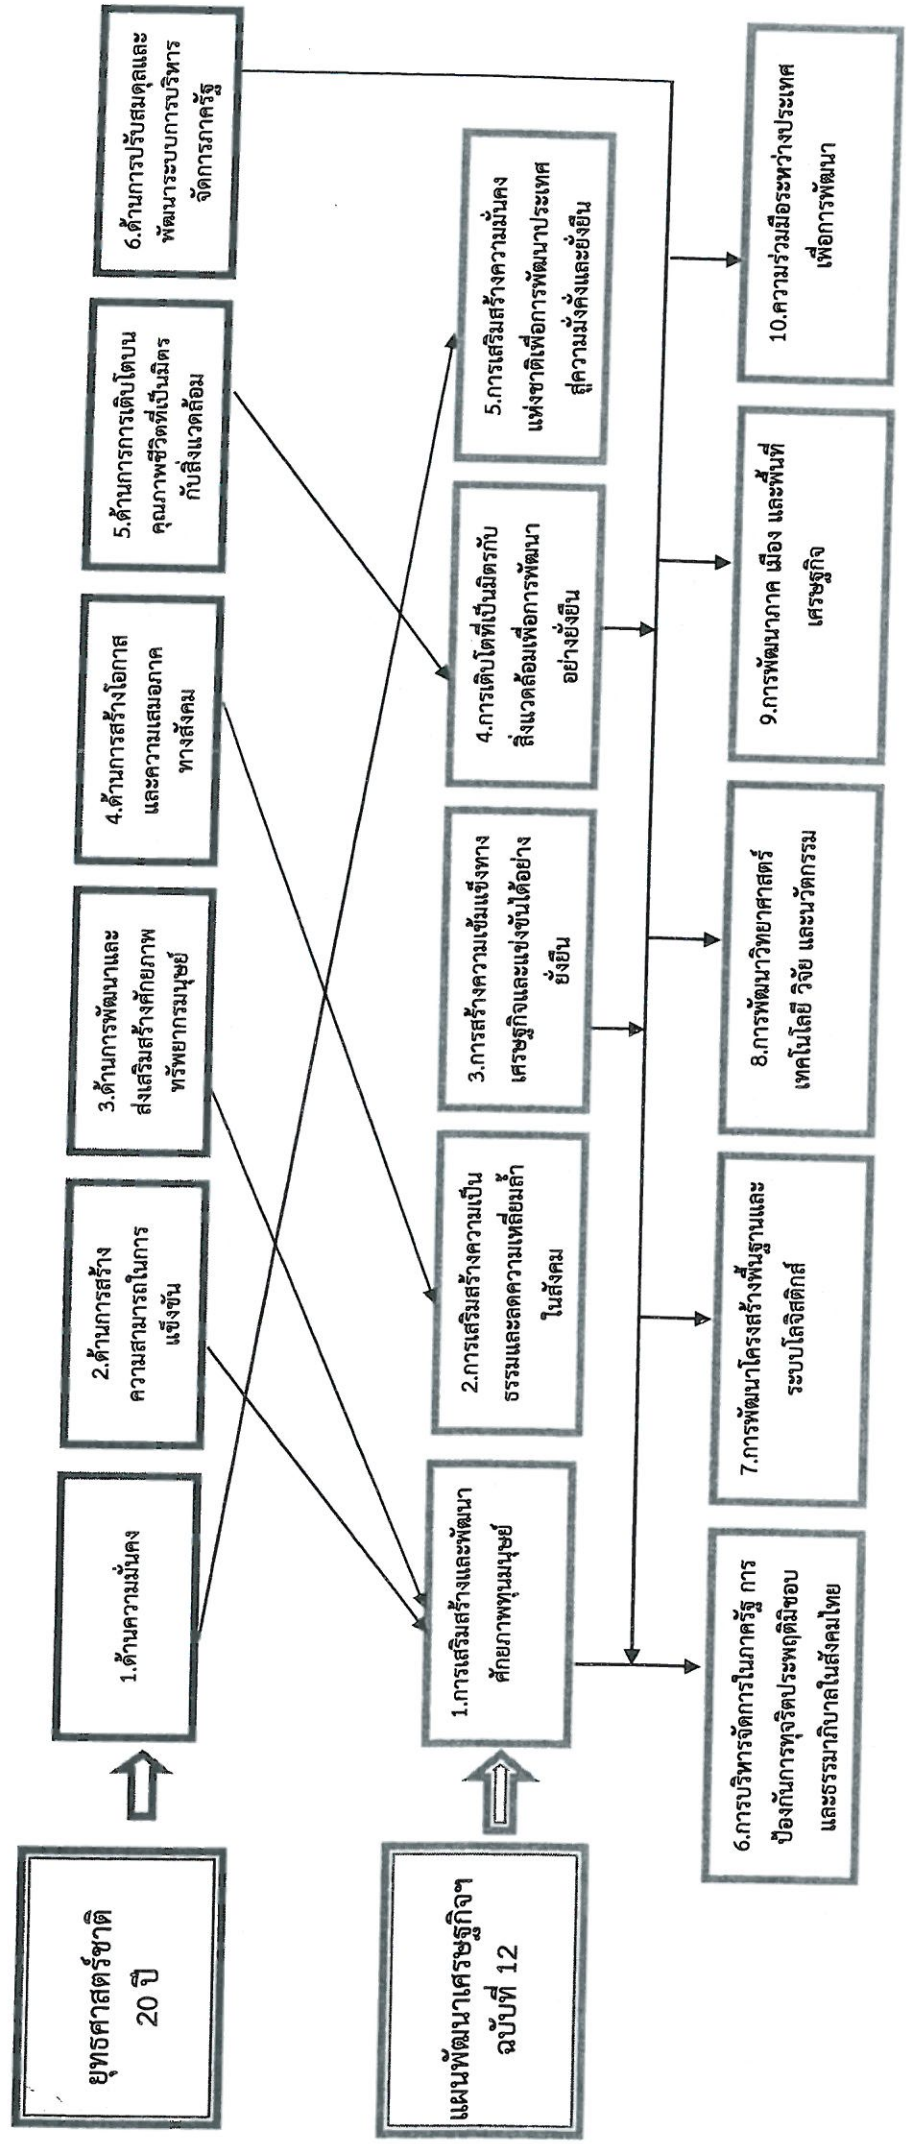 ยุทธศาสตร์ชาติ
20 ปี
1.ด้านความมั่นคง
2.ด้านการสร้าง
ความสามารถในการ
แข็งขัน
3.ด้านการพัฒนาและ
ส่งเสริมสร้างศักยภาพ
ทรัพยากรมนุษย์
4.ด้านการสร้างโอกาส
และความเสมอภาค
ทางสังคม
5.ด้านการการเติบโตบน
คุณภาพชีวิตที่เป็นมิตร
กับสิ่งแวดล้อม
6.ด้านการปรับสมดุลและ
พัฒนาระบบการบริหาร
จัดการภาครัฐ
แผนพัฒนาเศรษฐกิจฯ
ฉบับที่ 12
1.การเสริมสร้างและพัฒนา
ศักยภาพทุนมนุษย์
2.การเสริมสร้างความเป็น
ธรรมและลดความเหลื่อมล้ำ
ในสังคม
3.การสร้างความเข้มแข็งทาง
เศรษฐกิจและแข่งขันได้อย่าง
ยั่งยืน
4.การเติบโตที่เป็นมิตรกับ
สิ่งแวดล้อมเพื่อการพัฒนา
อย่างยั่งยืน
5.การเสริมสร้างความมั่นคง
แห่งชาติเพื่อการพัฒนาประเทศ
สู่ความมั่งคั่งและยั่งยืน
6.การบริหารจัดการในภาครัฐ การ
ป้องกันการทุจริตประพฤติมิชอบ
และธรรมาภิบาลในสังคมไทย
7.การพัฒนาโครงสร้างพื้นฐานและ
ระบบโลจิสติกส์
8.การพัฒนาวิทยาศาสตร์
เทคโนโลยี วิจัย และนวัตกรรม
9.การพัฒนาภาค เมือง และพื้นที่
เศรษฐกิจ
10.ความร่วมมือระหว่างประเทศ
เพื่อการพัฒนา